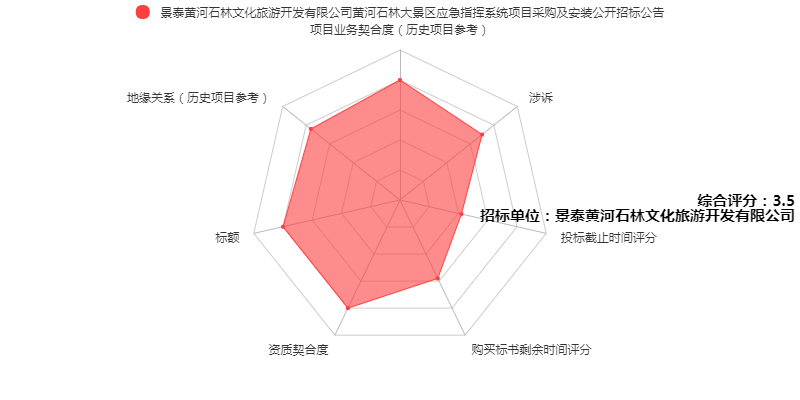 景泰黄河石林文化旅游开发有限公司黄河石林大景区应急指挥系统项目采购及安装公开招标公告
项目业务契合度（历史项目参考）
地缘关系（历史项目参考）
涉诉
综合评分：3.5
招标单位：景泰黄河石林文化旅游开发有限公司
标额
投标截止时间评分
资质契合度
购买标书剩余时间评分